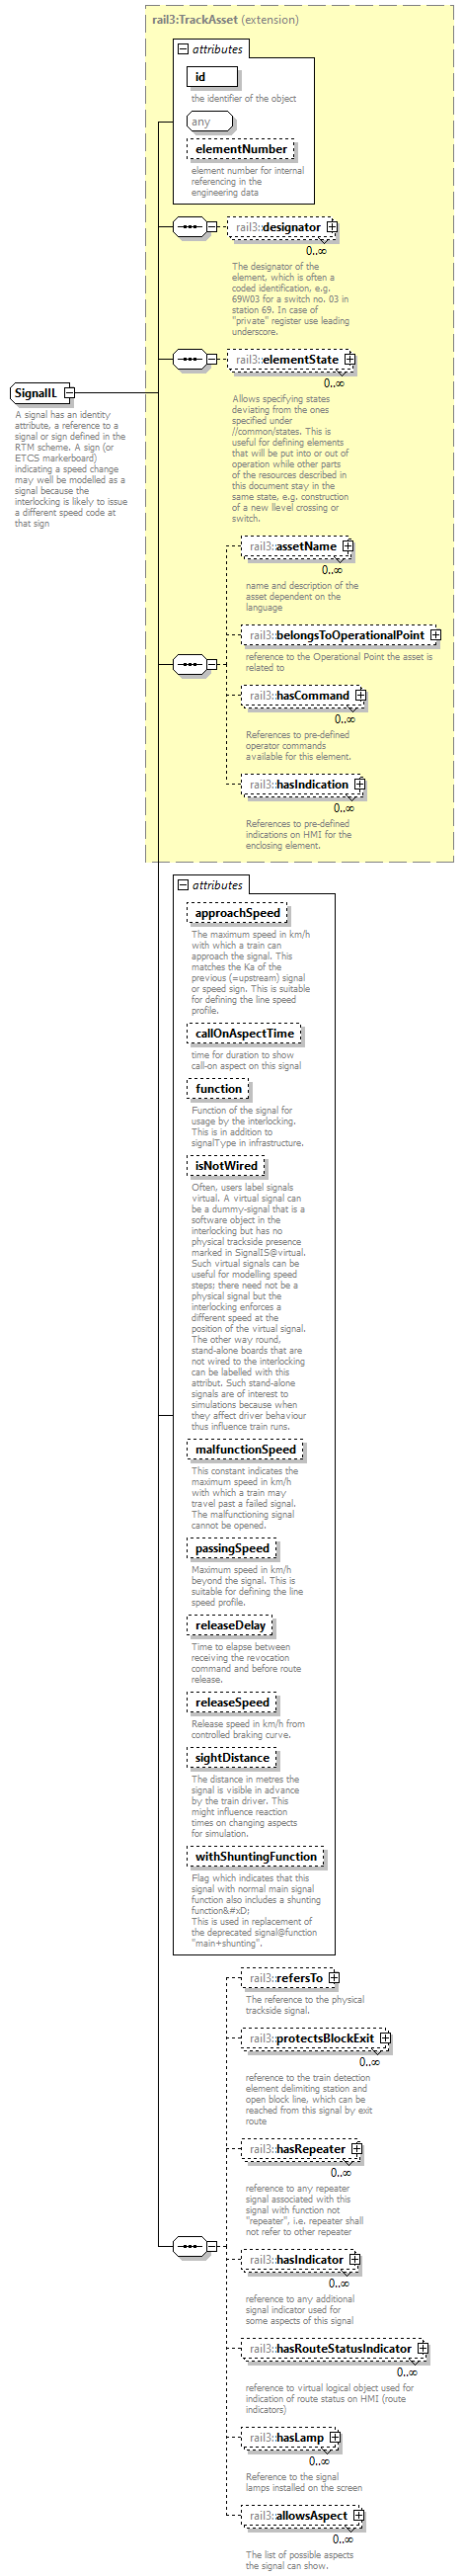 rail3:TrackAsset (extension)
attributes
id
the identifier of the object
any
elementNumber
element number for internal
referencing in the
engineering data
rail3::designator
0..∞
The designator of the
element, which is often a
coded identification, e.g.
69W03 for a switch no. 03 in
station 69. In case of
"private" register use leading
underscore.
rail3::elementState
0..∞
Allows specifying states
deviating from the ones
specified under
//common/states. This is
useful for defining elements
that will be put into or out of
operation while other parts
of the resources described in
this document stay in the
same state, e.g. construction
of a new llevel crossing or
switch.
SignalIL
A signal has an identity
attribute, a reference to a
signal or sign defined in the
RTM scheme. A sign (or
ETCS markerboard)
indicating a speed change
may well be modelled as a
signal because the
interlocking is likely to issue
a different speed code at
that sign
rail3::assetName
0..∞
name and description of the
asset dependent on the
language
rail3::belongsToOperationalPoint
reference to the Operational Point the asset is
related to
rail3::hasCommand
0..∞
References to pre-defined
operator commands
available for this element.
rail3::hasIndication
0..∞
References to pre-defined
indications on HMI for the
enclosing element.
attributes
approachSpeed
The maximum speed in km/h
with which a train can
approach the signal. This
matches the Ka of the
previous (=upstream) signal
or speed sign. This is suitable
for defining the line speed
profile.
callOnAspectTime
time for duration to show
call-on aspect on this signal
function
Function of the signal for
usage by the interlocking.
This is in addition to
signalType in infrastructure.
isNotWired
Often, users label signals
virtual. A virtual signal can
be a dummy-signal that is a
software object in the
interlocking but has no
physical trackside presence
marked in SignalIS@virtual.
Such virtual signals can be
useful for modelling speed
steps; there need not be a
physical signal but the
interlocking enforces a
different speed at the
position of the virtual signal.
The other way round,
stand-alone boards that are
not wired to the interlocking
can be labelled with this
attribut. Such stand-alone
signals are of interest to
simulations because when
they affect driver behaviour
thus influence train runs.
malfunctionSpeed
This constant indicates the
maximum speed in km/h
with which a train may
travel past a failed signal.
The malfunctioning signal
cannot be opened.
passingSpeed
Maximum speed in km/h
beyond the signal. This is
suitable for defining the line
speed profile.
releaseDelay
Time to elapse between
receiving the revocation
command and before route
release.
releaseSpeed
Release speed in km/h from
controlled braking curve.
sightDistance
The distance in metres the
signal is visible in advance
by the train driver. This
might influence reaction
times on changing aspects
for simulation.
withShuntingFunction
Flag which indicates that this
signal with normal main signal
function also includes a shunting
function&#xD;
This is used in replacement of
the deprecated signal@function
"main+shunting".
rail3::refersTo
The reference to the physical
trackside signal.
rail3::protectsBlockExit
0..∞
reference to the train detection
element delimiting station and
open block line, which can be
reached from this signal by exit
route
rail3::hasRepeater
0..∞
reference to any repeater
signal associated with this
signal with function not
"repeater", i.e. repeater shall
not refer to other repeater
rail3::hasIndicator
0..∞
reference to any additional
signal indicator used for
some aspects of this signal
rail3::hasRouteStatusIndicator
0..∞
reference to virtual logical object used for
indication of route status on HMI (route
indicators)
rail3::hasLamp
0..∞
Reference to the signal
lamps installed on the screen
rail3::allowsAspect
0..∞
The list of possible aspects
the signal can show.